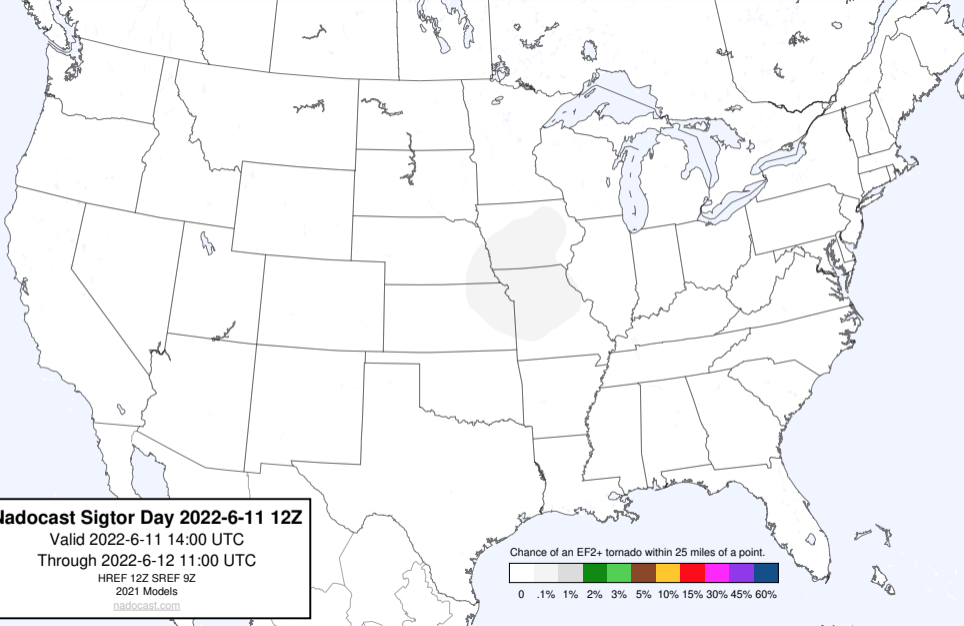 Nadocast Sigtor Day 2022-6-11 12Z
Valid 2022-6-11 14:00 UTC
Through 2022-6-12 11:00 UTC
HREF 12Z SREF 9Z
2021 Models
nadocast.com
Chance of an EF2+ tornado within 25 miles of a point.
0 .1% 1% 2% 3% 5% 10% 15% 30% 45% 60%